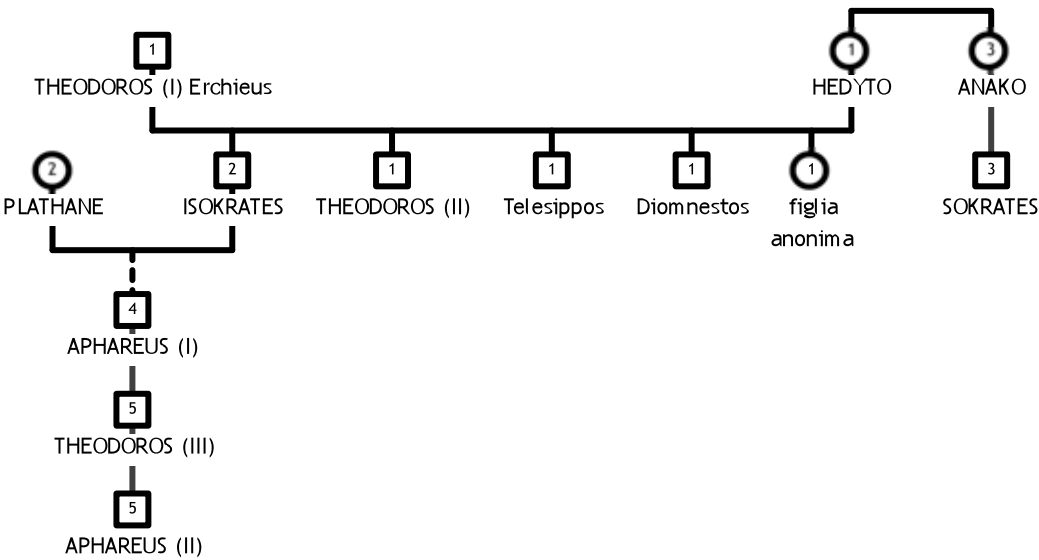 1
1
3
THEODOROS (I) Erchieus
HEDYTO
ANAKO
2
2
1
1
1
1
3
PLATHANE
ISOKRATES
THEODOROS (II)
Telesippos
Diomnestos
figlia
anonima
SOKRATES
4
APHAREUS (I)
5
THEODOROS (III)
5
APHAREUS (II)